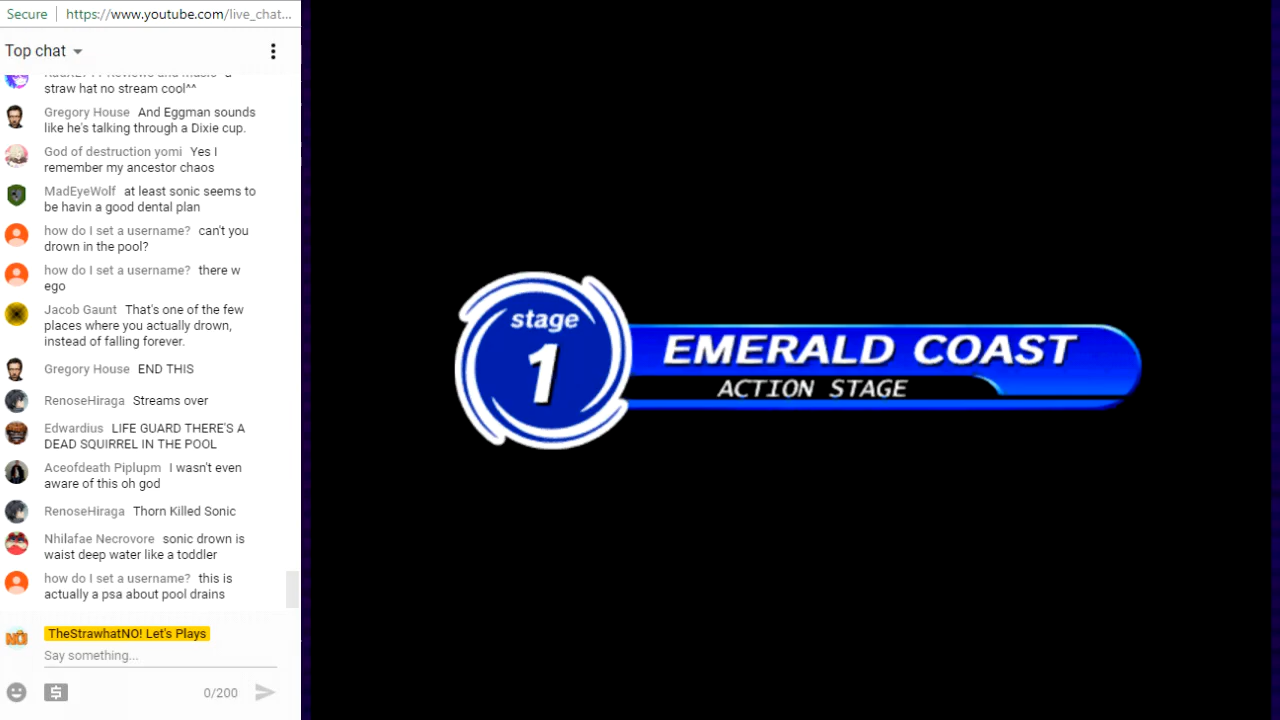 Secure
https://www.youtube.com/live_chat...
Top chat
straw hat no stream cool^^
Gregory House And Eggman sounds
like he's talking through a Dixie cup.
God of destruction yomi Yes I
remember my ancestor chaos
MadEyeWolf at least sonic seems to
be havin a good dental plan
how do I set a username? can't you
drown in the pool?
how do I set a username? there w
ego
Jacob Gaunt That's one of the few
places where you actually drown,
instead of falling forever.
Gregory House END THIS
RenoseHiraga Streams over
Edwardius LIFE GUARD THERE'S A
DEAD SQUIRREL IN THE POOL
Aceofdeath Piplupm I wasn't even
aware of this oh god
RenoseHiraga Thorn Killed Sonic
Nhilafae Necrovore sonic drown is
waist deep water like a toddler
how do I set a username? this is
actually a psa about pool drains
NO!
TheStrawhatNO! Let's Plays
Say something...
0/200
stage
1
EMERALD COAST
ACTION STAGE